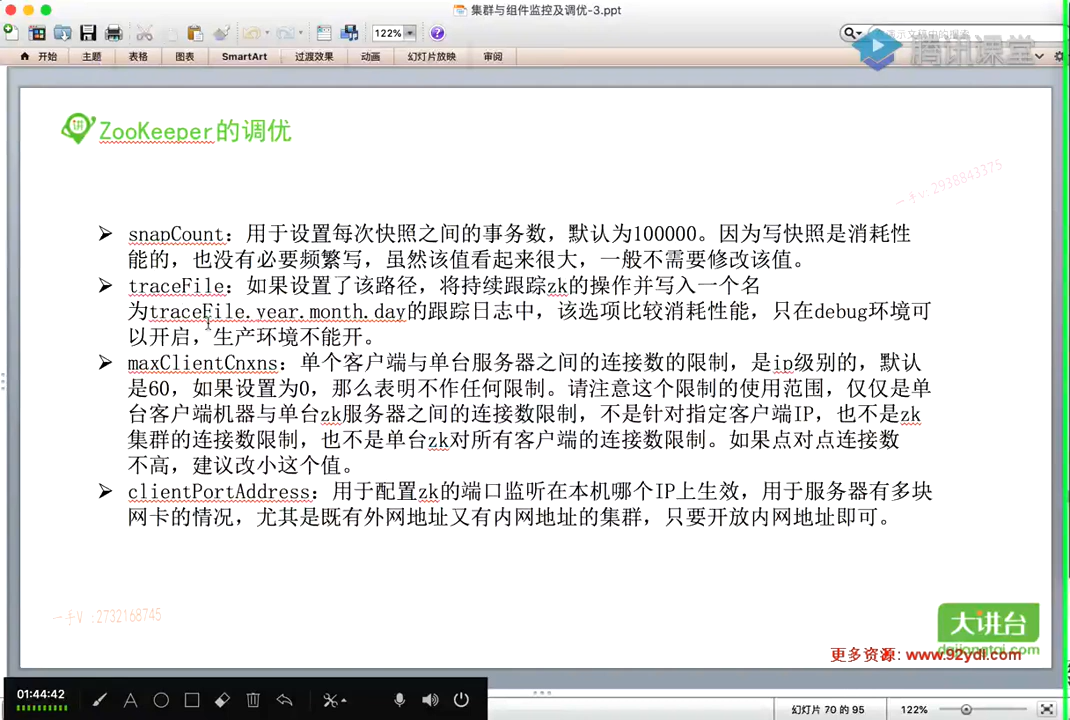 集群与组件监控及调优-3.ppt
122%
腾讯课堂
开始 主题 表格 图表 SmartArt 过渡效果 动画 幻灯片放映 审阅
ZooKeeper的调优
一手v:2938843375
➢ snapCount：用于设置每次快照之间的事务数，默认为100000。因为写快照是消耗性
能的，也没有必要频繁写，虽然该值看起来很大，一般不需要修改该值。
➢ traceFile：如果设置了该路径，将持续跟踪zk的操作并写入一个名
为traceFile.year.month.day的跟踪日志中，该选项比较消耗性能，只在debug环境可
以开启，生产环境不能开。
➢ maxClientCnxns：单个客户端与单台服务器之间的连接数的限制，是ip级别的，默认
是60，如果设置为0，那么表明不作任何限制。请注意这个限制的使用范围，仅仅是单
台客户端机器与单台zk服务器之间的连接数限制，不是针对指定客户端IP，也不是zk
集群的连接数限制，也不是单台zk对所有客户端的连接数限制。如果点对点连接数
不高，建议改小这个值。
➢ clientPortAddress：用于配置zk的端口监听在本机哪个IP上生效，用于服务器有多块
网卡的情况，尤其是既有外网地址又有内网地址的集群，只要开放内网地址即可。
一手V :2732168745
大讲台
dajiangtai.com
更多资源: www.92ydl.com
01:44:42
幻灯片 70 的 95 122%